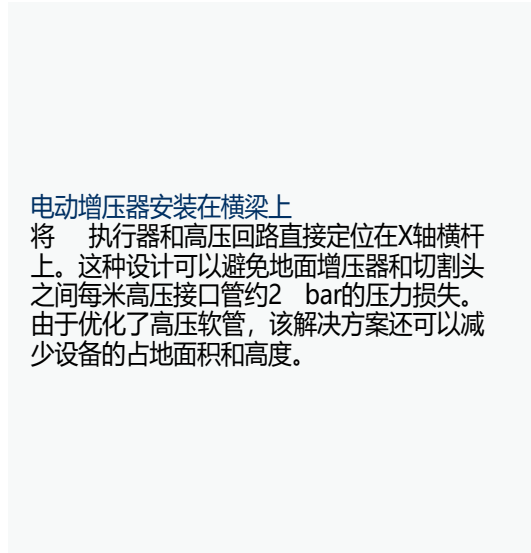 电动增压器安装在横梁上
将 执行器和高压回路直接定位在X轴横杆
上。这种设计可以避免地面增压器和切割头
之间每米高压接口管约2 bar的压力损失。
由于优化了高压软管，该解决方案还可以减
少设备的占地面积和高度。